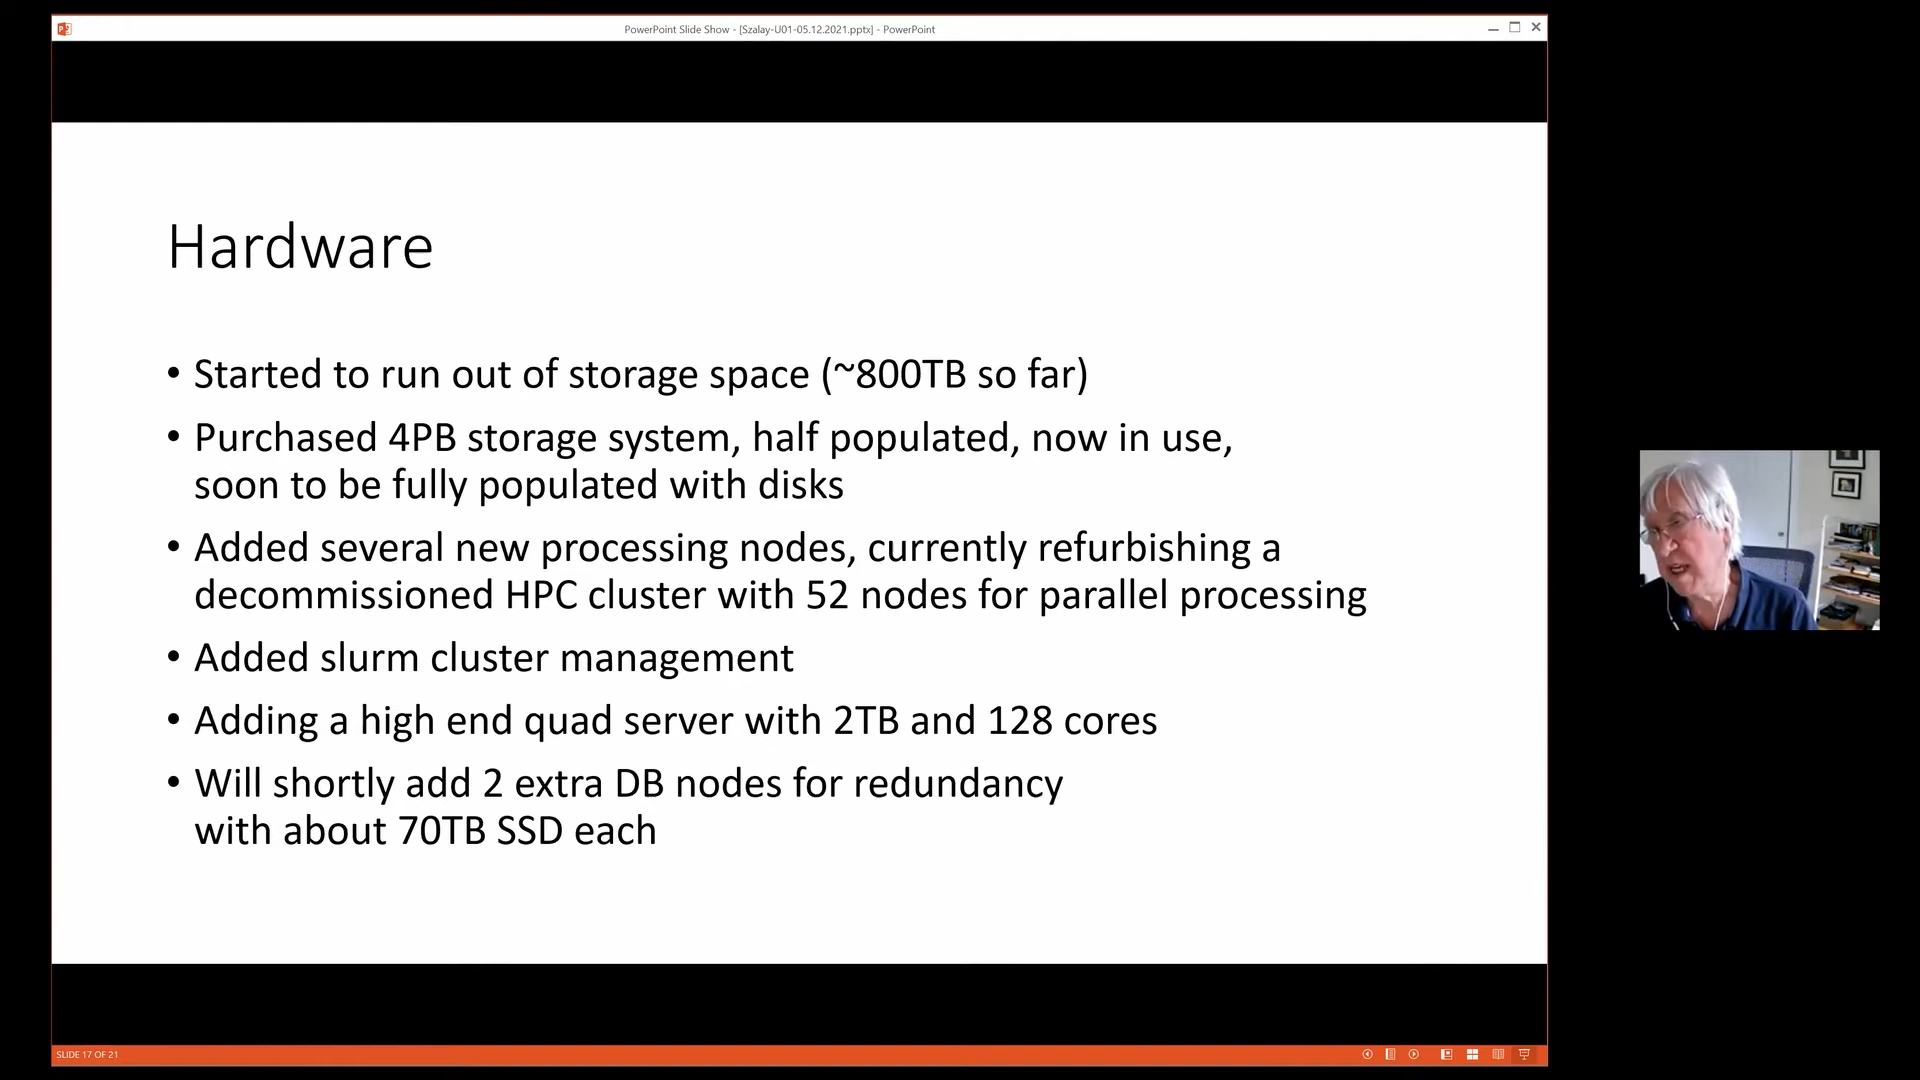 PowerPoint Slide Show - [Szalay-U01-05.12.2021.pptx] - PowerPoint
Hardware
• Started to run out of storage space (~800TB so far)
• Purchased 4PB storage system, half populated, now in use,
soon to be fully populated with disks
• Added several new processing nodes, currently refurbishing a
decommissioned HPC cluster with 52 nodes for parallel processing
• Added slurm cluster management
• Adding a high end quad server with 2TB and 128 cores
• Will shortly add 2 extra DB nodes for redundancy
with about 70TB SSD each
SLIDE 17 OF 21